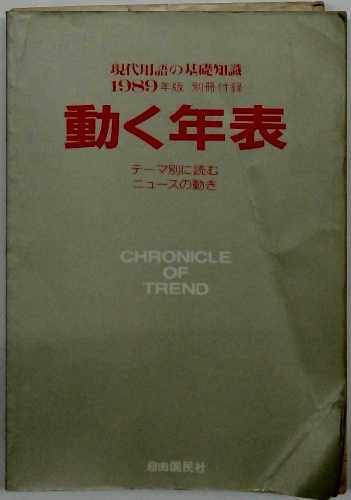 現代用語の基礎知識
1989年版 別冊付録
動く年表
テーマ別に読む
ニュースの動き
CHRONICLE
OF
TREND
自由国民社